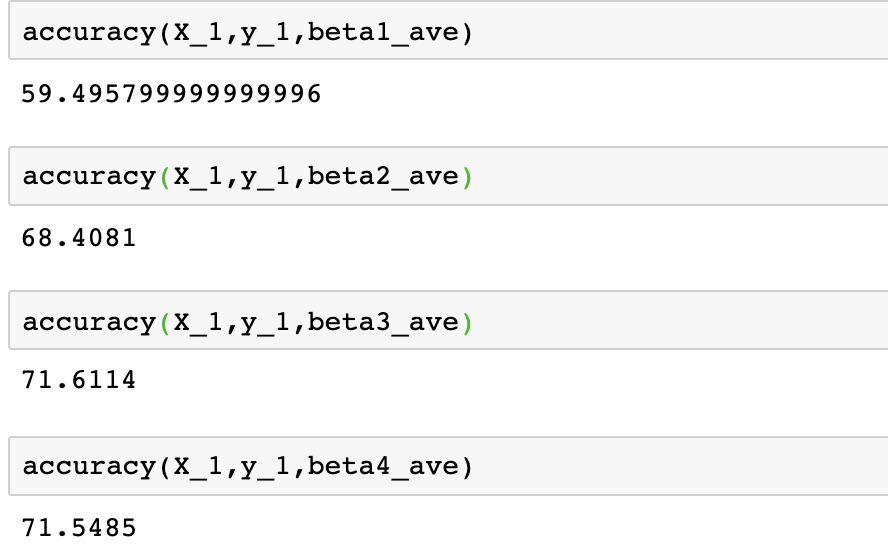 accuracy(X_1,y_1,beta1_ave)
59.495799999999996
accuracy(X_1,y_1,beta2_ave)
68.4081
accuracy(X_1,y_1,beta3_ave)
71.6114
accuracy(X_1,y_1,beta4_ave)
71.5485